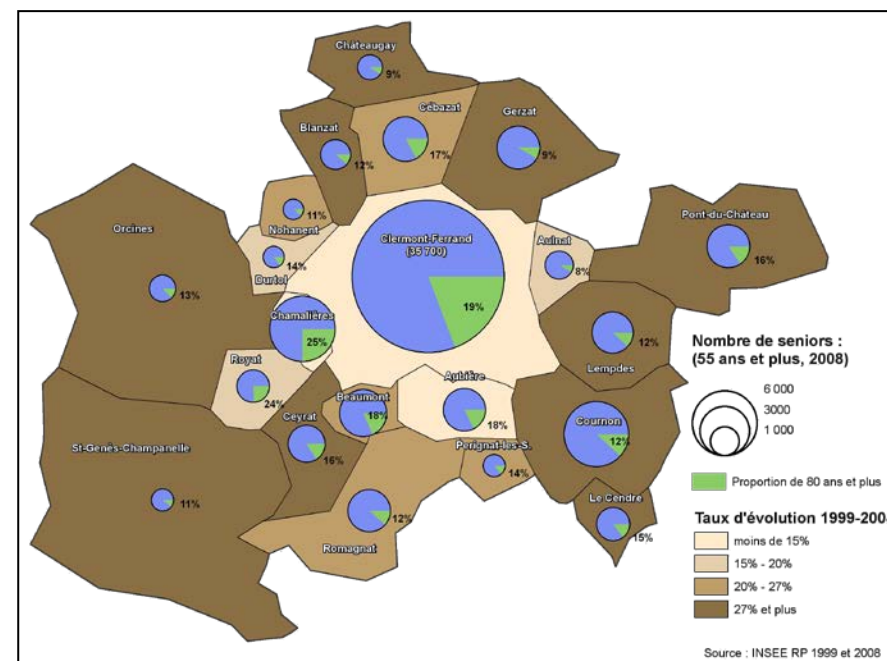 Châteaugay
9%
Cébazat
17%
Gerzat
9%
Blanzat
12%
Nohanent
11%
Orcines
13%
Durtol
14%
Clermont-Ferrand
(35 700)
19%
Aulnat
8%
Pont-du-Chateau
16%
Chamalières
25%
Lempdes
12%
Royat
24%
Beaumont
18%
Aubière
18%
Ceyrat
16%
Cournon
12%
St-Genès-Champanelle
11%
Perignat-les-S.
14%
Romagnat
12%
Le Cendre
15%
Nombre de seniors :
(55 ans et plus, 2008)
6 000
3000
1 000
Proportion de 80 ans et plus
Taux d'évolution 1999-200
moins de 15%
15% - 20%
20% - 27%
27% et plus
Source : INSEE RP 1999 et 2008